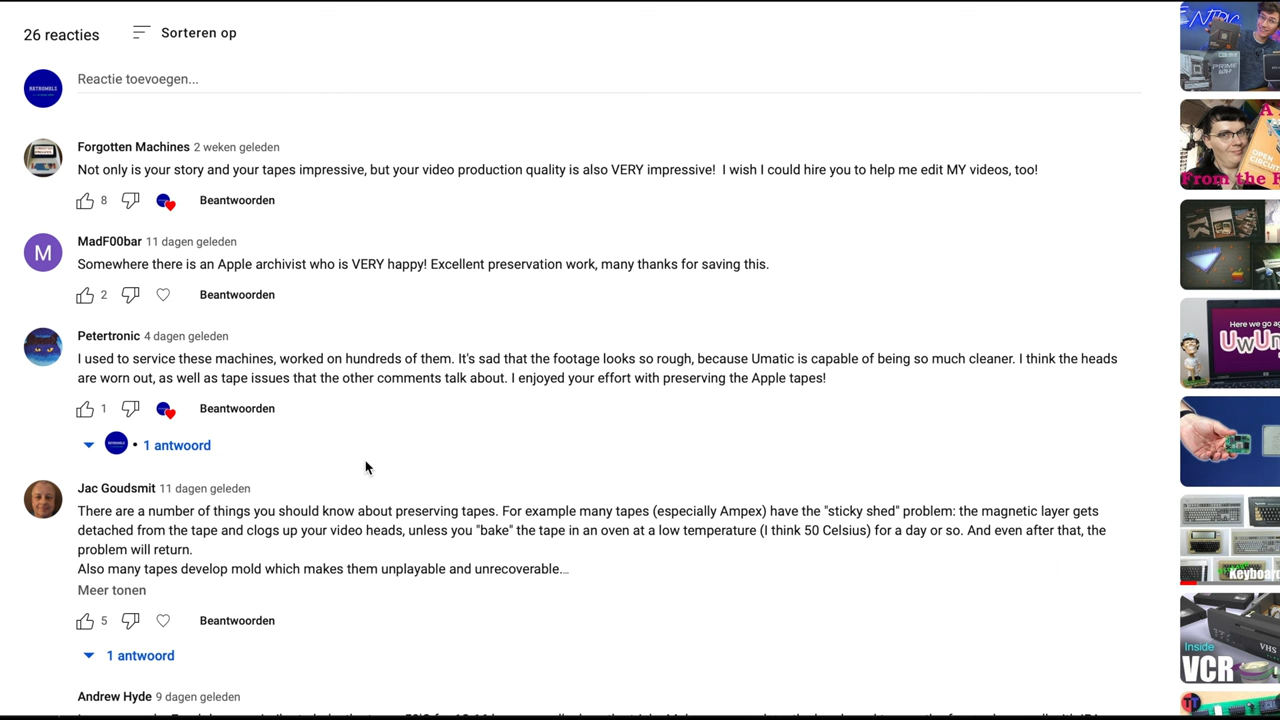 26 reacties
Sorteren op
Reactie toevoegen...
Forgotten Machines 2 weken geleden
Not only is your story and your tapes impressive, but your video production quality is also VERY impressive! I wish I could hire you to help me edit MY videos, too!
8 Beantwoorden
M
MadF00bar 11 dagen geleden
Somewhere there is an Apple archivist who is VERY happy! Excellent preservation work, many thanks for saving this.
2 Beantwoorden
Petertronic 4 dagen geleden
I used to service these machines, worked on hundreds of them. It's sad that the footage looks so rough, because Umatic is capable of being so much cleaner. I think the heads
are worn out, as well as tape issues that the other comments talk about. I enjoyed your effort with preserving the Apple tapes!
1 Beantwoorden
• 1 antwoord
Jac Goudsmit 11 dagen geleden
There are a number of things you should know about preserving tapes. For example many tapes (especially Ampex) have the "sticky shed" problem: the magnetic layer gets
detached from the tape and clogs up your video heads, unless you "bake" the tape in an oven at a low temperature (I think 50 Celsius) for a day or so. And even after that, the
problem will return.
Also many tapes develop mold which makes them unplayable and unrecoverable...
Meer tonen
5 Beantwoorden
1 antwoord
Andrew Hyde 9 dagen geleden
A
OPEN
From the
Here we go
UwU
Keyboard
Inside
VCR
VHS